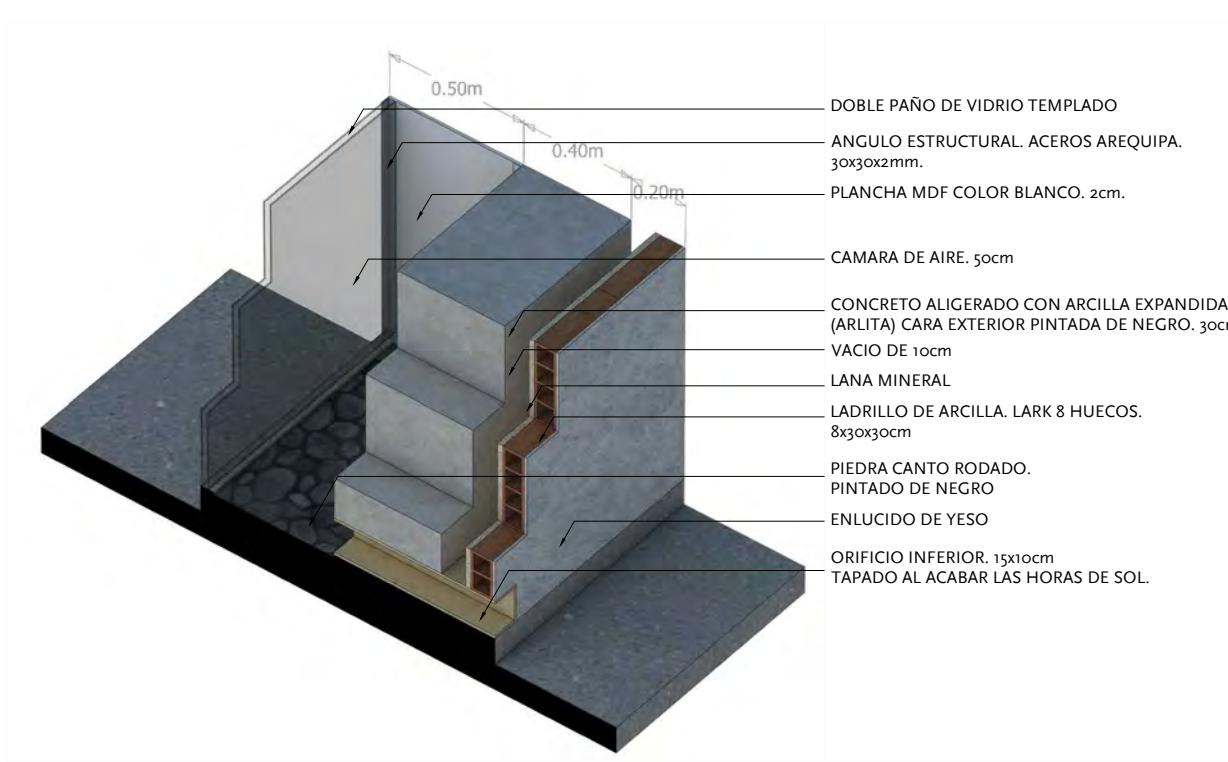 0.50m
0.40m
0.20m
DOBLE PAÑO DE VIDRIO TEMPLADO
ANGULO ESTRUCTURAL. ACEROS AREQUIPA.
30x30x2mm.
PLANCHA MDF COLOR BLANCO. 2cm.
CAMARA DE AIRE. 50cm
CONCRETO ALIGERADO CON ARCILLA EXPANDIDA
(ARLITA) CARA EXTERIOR PINTADA DE NEGRO.
VACIO DE 10cm
LANA MINERAL
LADRILLO DE ARCILLA. LARK 8 HUECOS.
8x30x30cm
PIEDRA CANTO RODADO.
PINTADO DE NEGRO
ENLUCIDO DE YESO
ORIFICIO INFERIOR. 15x10cm
TAPADO AL ACABAR LAS HORAS DE SOL.